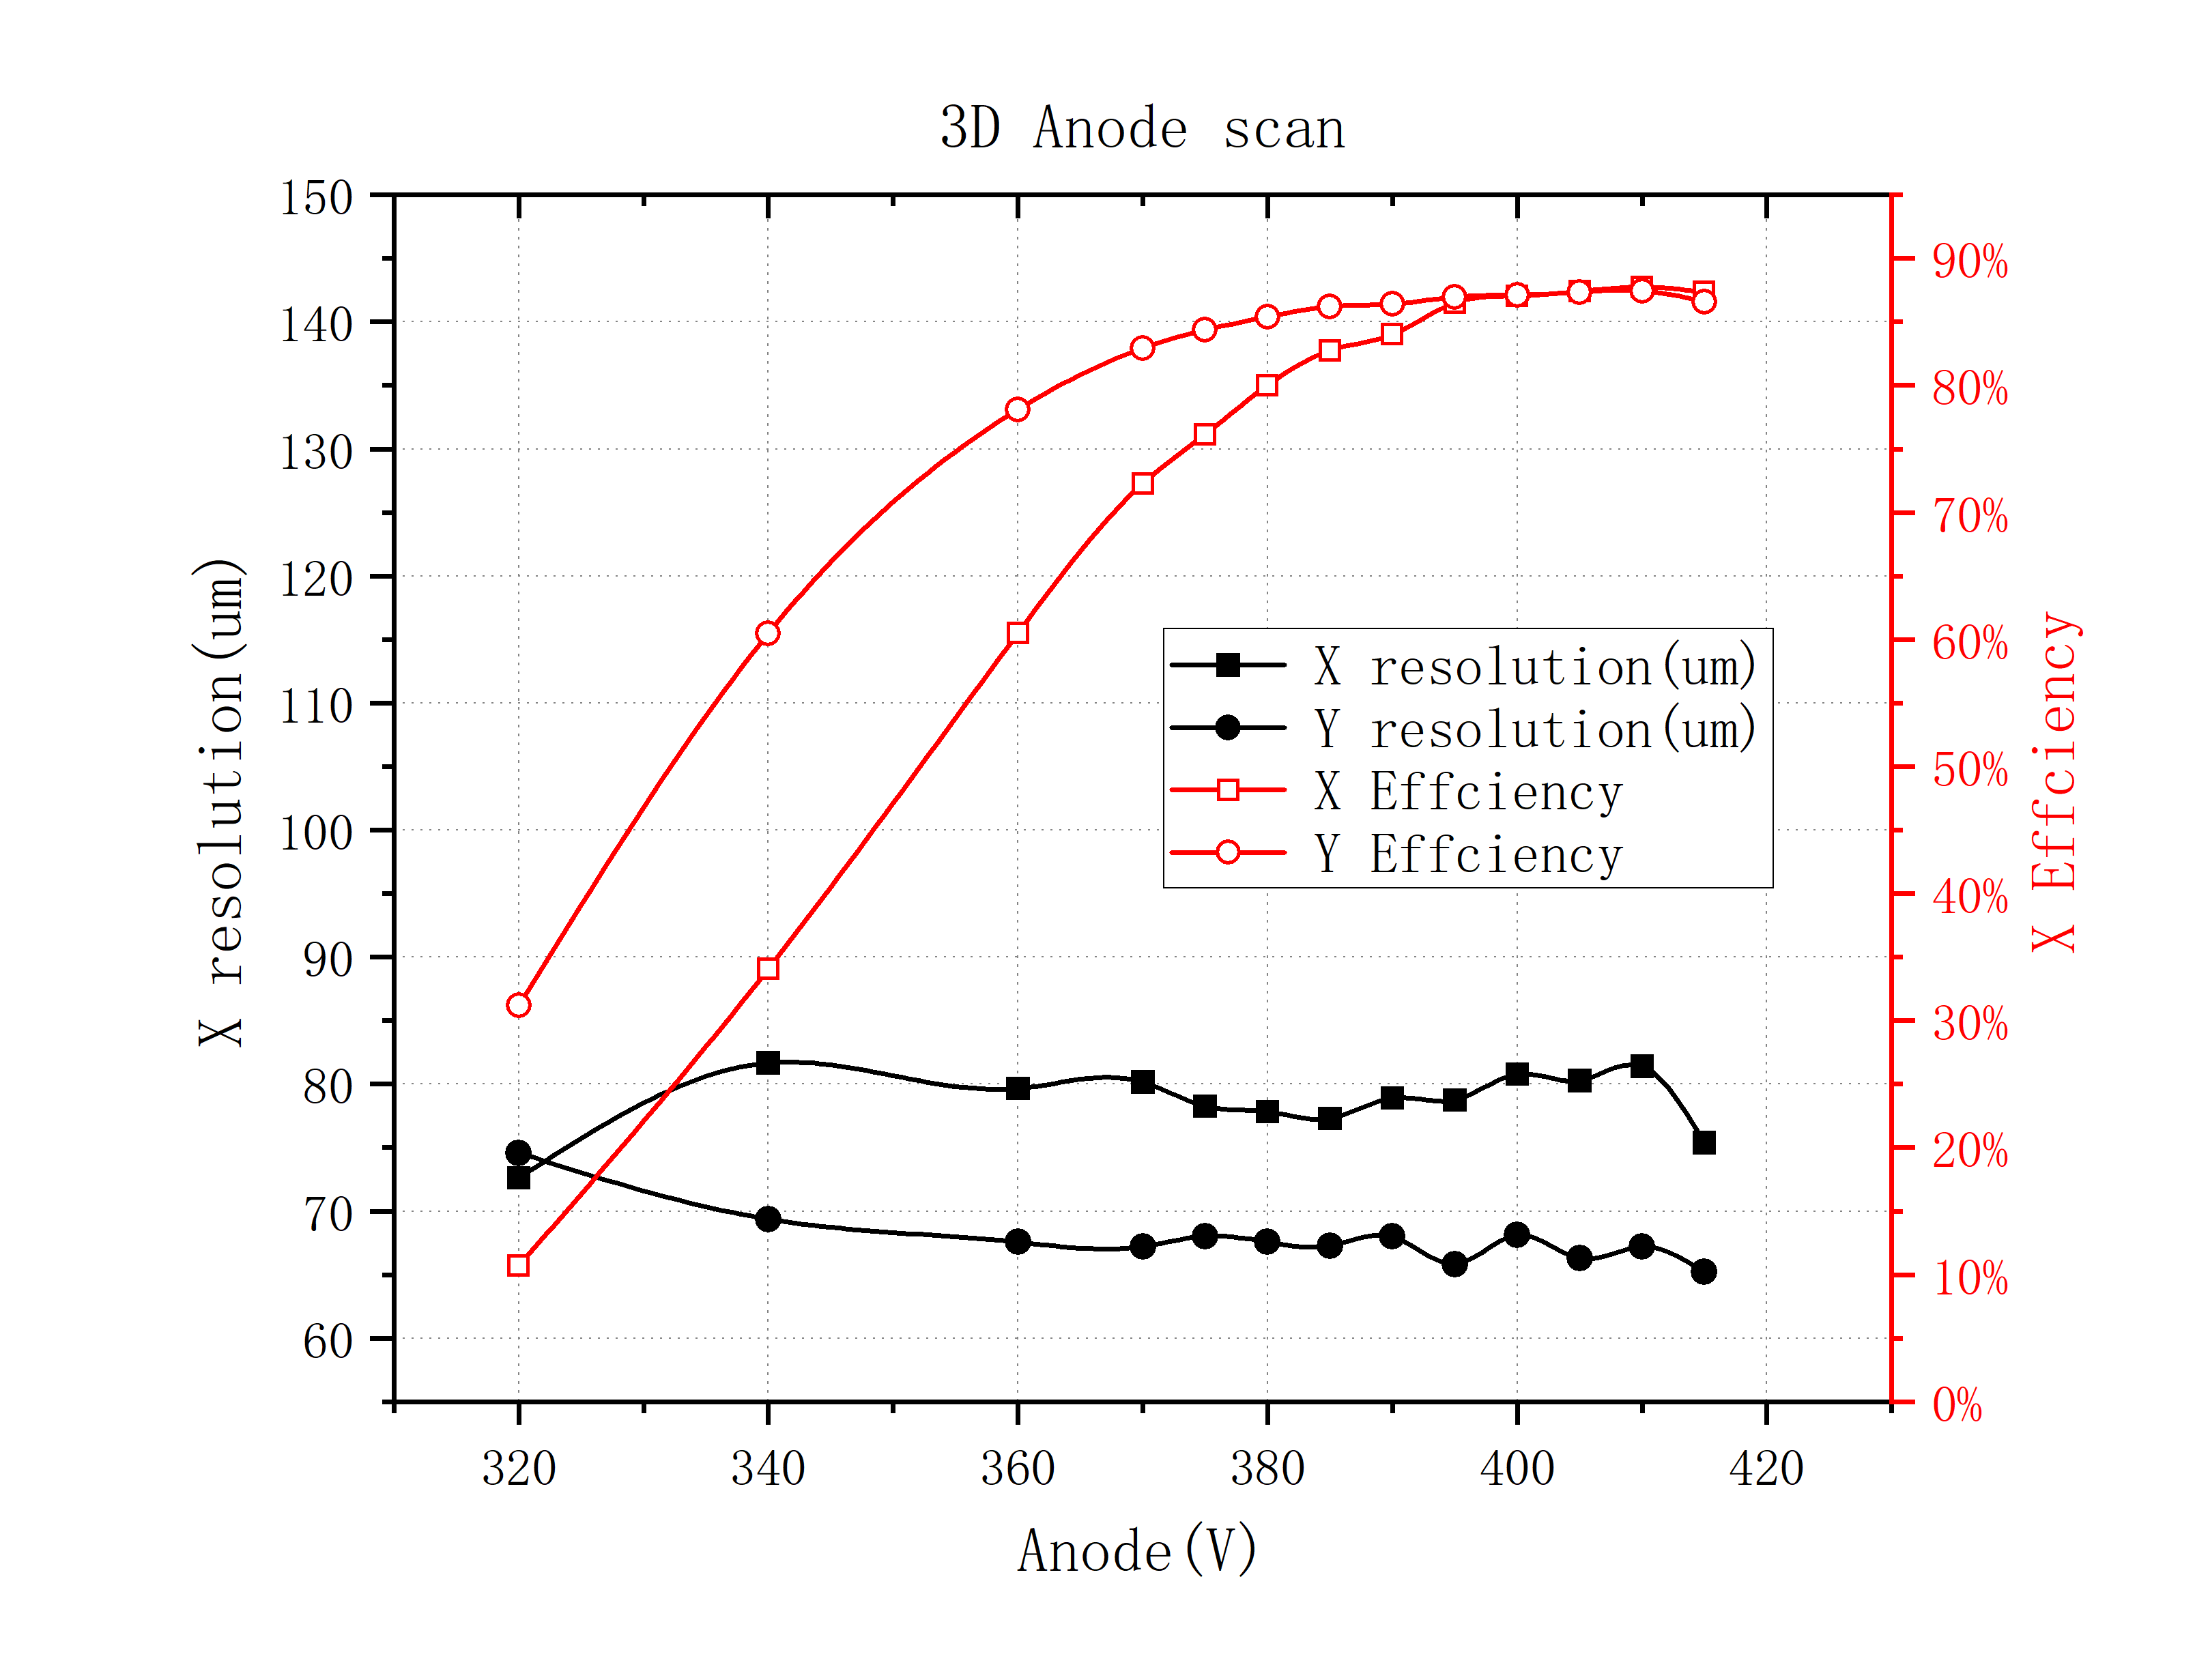 3D Anode scan
150
140
130
120
110
100
90
80
70
60
X resolution(um)
90%
80%
70%
60%
50%
40%
30%
20%
10%
0%
X Effciency
X resolution(um)
Y resolution(um)
X Effciency
Y Effciency
320 340 360 380 400 420
Anode(V)